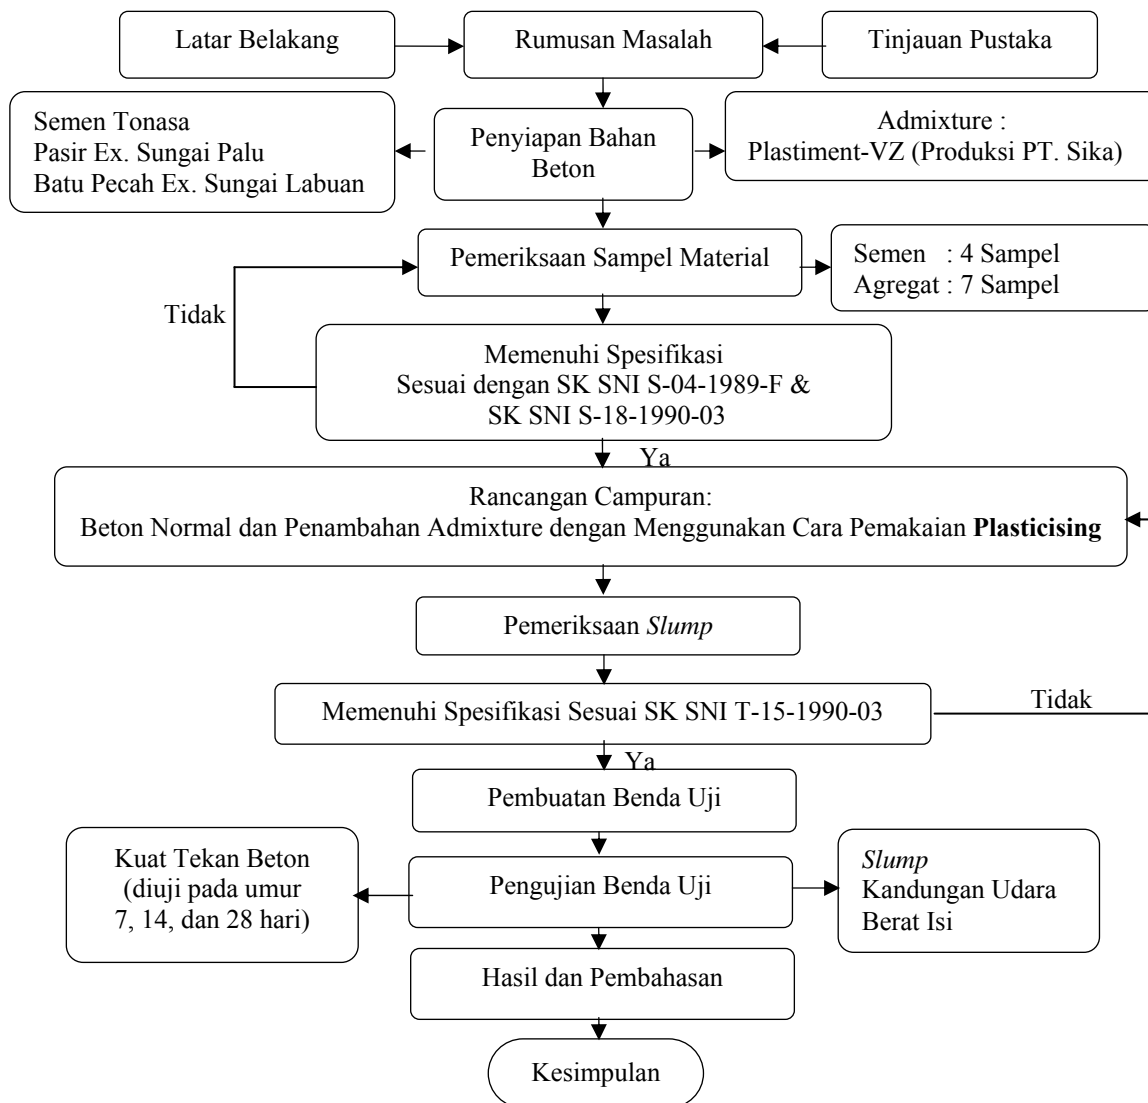 Latar Belakang
Rumusan Masalah
Tinjauan Pustaka
Semen Tonasa
Pasir Ex. Sungai Palu
Batu Pecah Ex. Sungai Labuan
Penyiapan Bahan
Beton
Admixture :
Plastiment-VZ (Produksi PT. Sika)
Pemeriksaan Sampel Material
Semen : 4 Sampel
Agregat : 7 Sampel
Tidak
Memenuhi Spesifikasi
Sesuai dengan SK SNI S-04-1989-F &
SK SNI S-18-1990-03
Ya
Rancangan Campuran:
Beton Normal dan Penambahan Admixture dengan Menggunakan Cara Pemakaian Plasticising
Pemeriksaan Slump
Memenuhi Spesifikasi Sesuai SK SNI T-15-1990-03
Tidak
Ya
Pembuatan Benda Uji
Kuat Tekan Beton
(diuji pada umur
7, 14, dan 28 hari)
Pengujian Benda Uji
Slump
Kandungan Udara
Berat Isi
Hasil dan Pembahasan
Kesimpulan